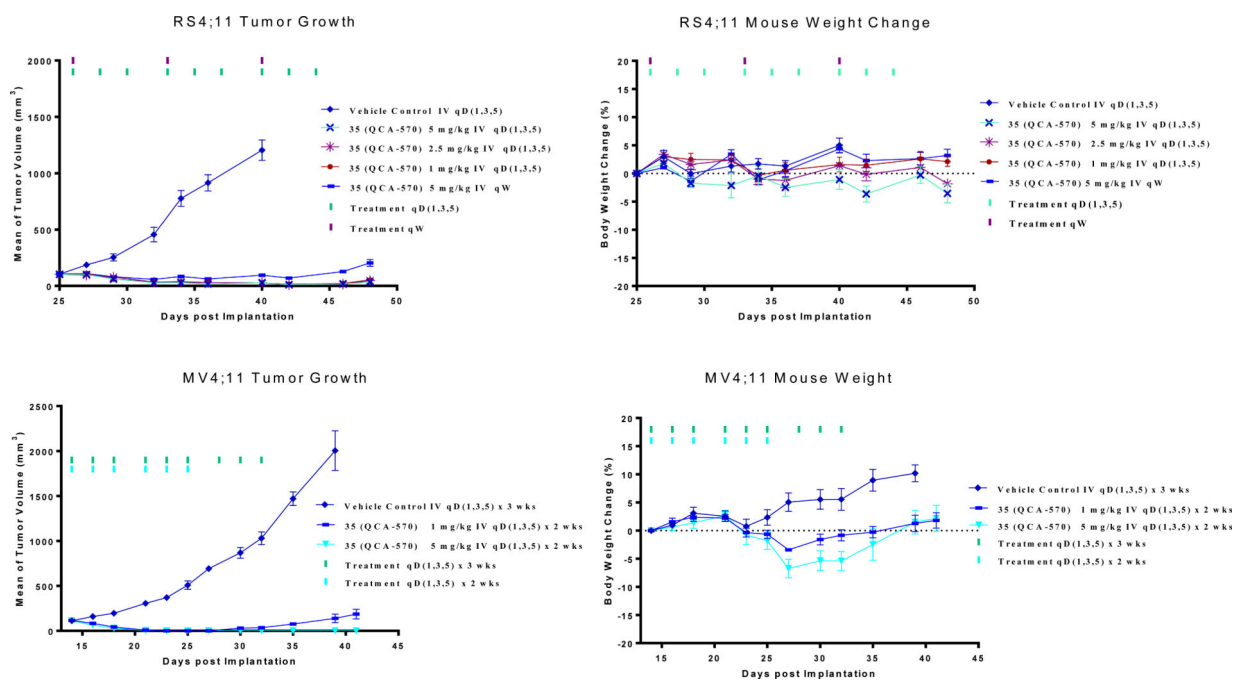 RS4;11 Tumor Growth
2000
1500
1000
500
0
25 30 35 40 45 50
Mean of Tumor Volume (mm3)
Days post Implantation
Vehicle Control IV qD(1,3,5)
35 (QCA-570) 5 mg/kg IV qD(1,3,5)
35 (QCA-570) 2.5 mg/kg IV qD(1,3,5)
35 (QCA-570) 1 mg/kg IV qD(1,3,5)
35 (QCA-570) 5 mg/kg IV qW
Treatment qD(1,3,5)
Treatment qW
RS4;11 Mouse Weight Change
20
15
10
5
0
-5
-10
-15
-20
25 30 35 40 45 50
Body Weight Change (%)
Days post Implantation
Vehicle Control IV qD(1,3,5)
35 (QCA-570) 5 mg/kg IV qD(1,3,5)
35 (QCA-570) 2.5 mg/kg IV qD(1,3,5)
35 (QCA-570) 1 mg/kg IV qD(1,3,5)
35 (QCA-570) 5 mg/kg IV qW
Treatment qD(1,3,5)
Treatment qW
MV4;11 Tumor Growth
2500
2000
1500
1000
500
0
15 20 25 30 35 40 45
Mean of Tumor Volume (mm3)
Days post Implantation
Vehicle Control IV qD(1,3,5) x 3 wks
35 (QCA-570) 1 mg/kg IV qD(1,3,5) x 2 wks
35 (QCA-570) 5 mg/kg IV qD(1,3,5) x 2 wks
Treatment qD(1,3,5) x 3 wks
Treatment qD(1,3,5) x 2 wks
MV4;11 Mouse Weight
20
15
10
5
0
-5
-10
-15
-20
15 20 25 30 35 40 45
Body Weight Change (%)
Days post Implantation
Vehicle Control IV qD(1,3,5) x 3 wks
35 (QCA-570) 1 mg/kg IV qD(1,3,5) x 2 wks
35 (QCA-570) 5 mg/kg IV qD(1,3,5) x 2 wks
Treatment qD(1,3,5) x 3 wks
Treatment qD(1,3,5) x 2 wks